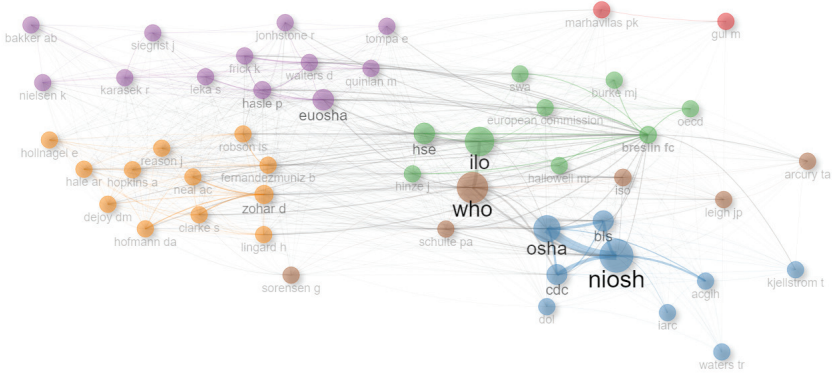 marhavilas pk
gul m
bakker ab
siegrist j
jonhstone r
tompa e
frick k
walters d
quinlan m
nielsen k
karasek r
leka s
hasle p
euosha
swa
burke mj
oecd
european commission
breslin fc
hse
ilo
robson ls
hollnagel e
reason j
fernandezmuniz b
hale ar
hopkins a
neal ac
hinze j
hallowell mr
iso
arcury ta
dejoy dm
zohar d
who
leigh jp
clarke s
hofmann da
lingard h
schulte pa
osha
bls
niosh
cdc
sorensen g
acgih
kjellstrom t
dol
iarc
waters tr